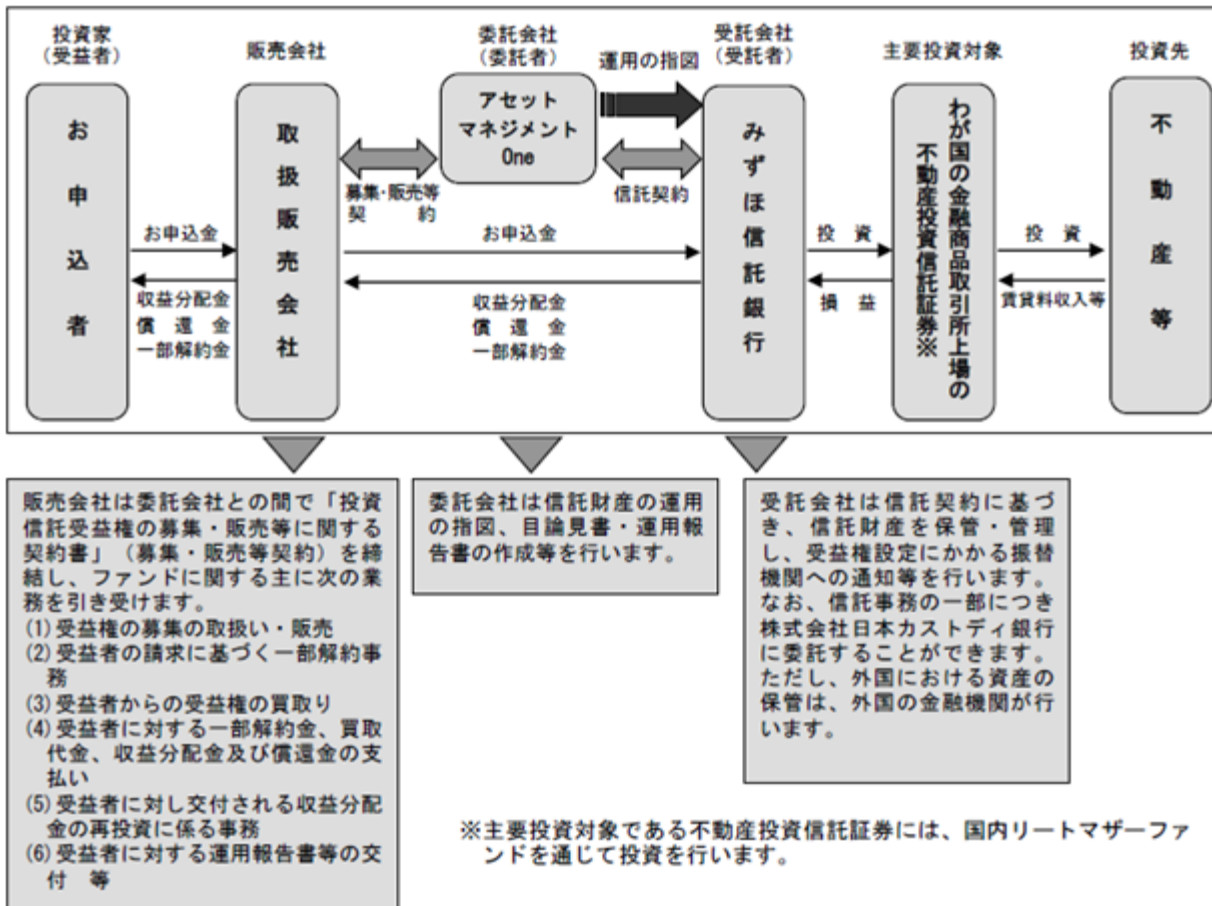 投資家
(受益者)
販売会社
委託会社
(委託者)
運用の指図
受託会社
(受託者)
主要投資対象
投資先
お申込者
取扱販売会社
アセット
マネジメント
One
みずほ信託銀行
わが国の金融商品取引所上場の
不動産投資信託証券※
不動産等
募集・販売等
契　　約
信託契約
お申込金
収益分配金
償　還　金
一部解約金
お申込金
収益分配金
償　還　金
一部解約金
投　資
損　益
投　資
賃貸料収入等
販売会社は委託会社との間で「投資
信託受益権の募集・販売等に関する
契約書」（募集・販売等契約）を締
結し、ファンドに関する主に次の業
務を引き受けます。
(1)受益権の募集の取扱い・販売
(2)受益者の請求に基づく一部解約事
務
(3)受益者からの受益権の買取り
(4)受益者に対する一部解約金、買取
代金、収益分配金及び償還金の支
払い
(5)受益者に対し交付される収益分配
金の再投資に係る事務
(6)受益者に対する運用報告書等の交
付　等
委託会社は信託財産の運用
の指図、目論見書・運用報
告書の作成等を行います。
受託会社は信託契約に基づ
き、信託財産を保管・管理
し、受益権設定にかかる振替
機関への通知等を行います。
なお、信託事務の一部につき
株式会社日本カストディ銀行
に委託することができます。
ただし、外国における資産の
保管は、外国の金融機関が行
います。
※主要投資対象である不動産投資信託証券には、国内リートマザーファ
ンドを通じて投資を行います。